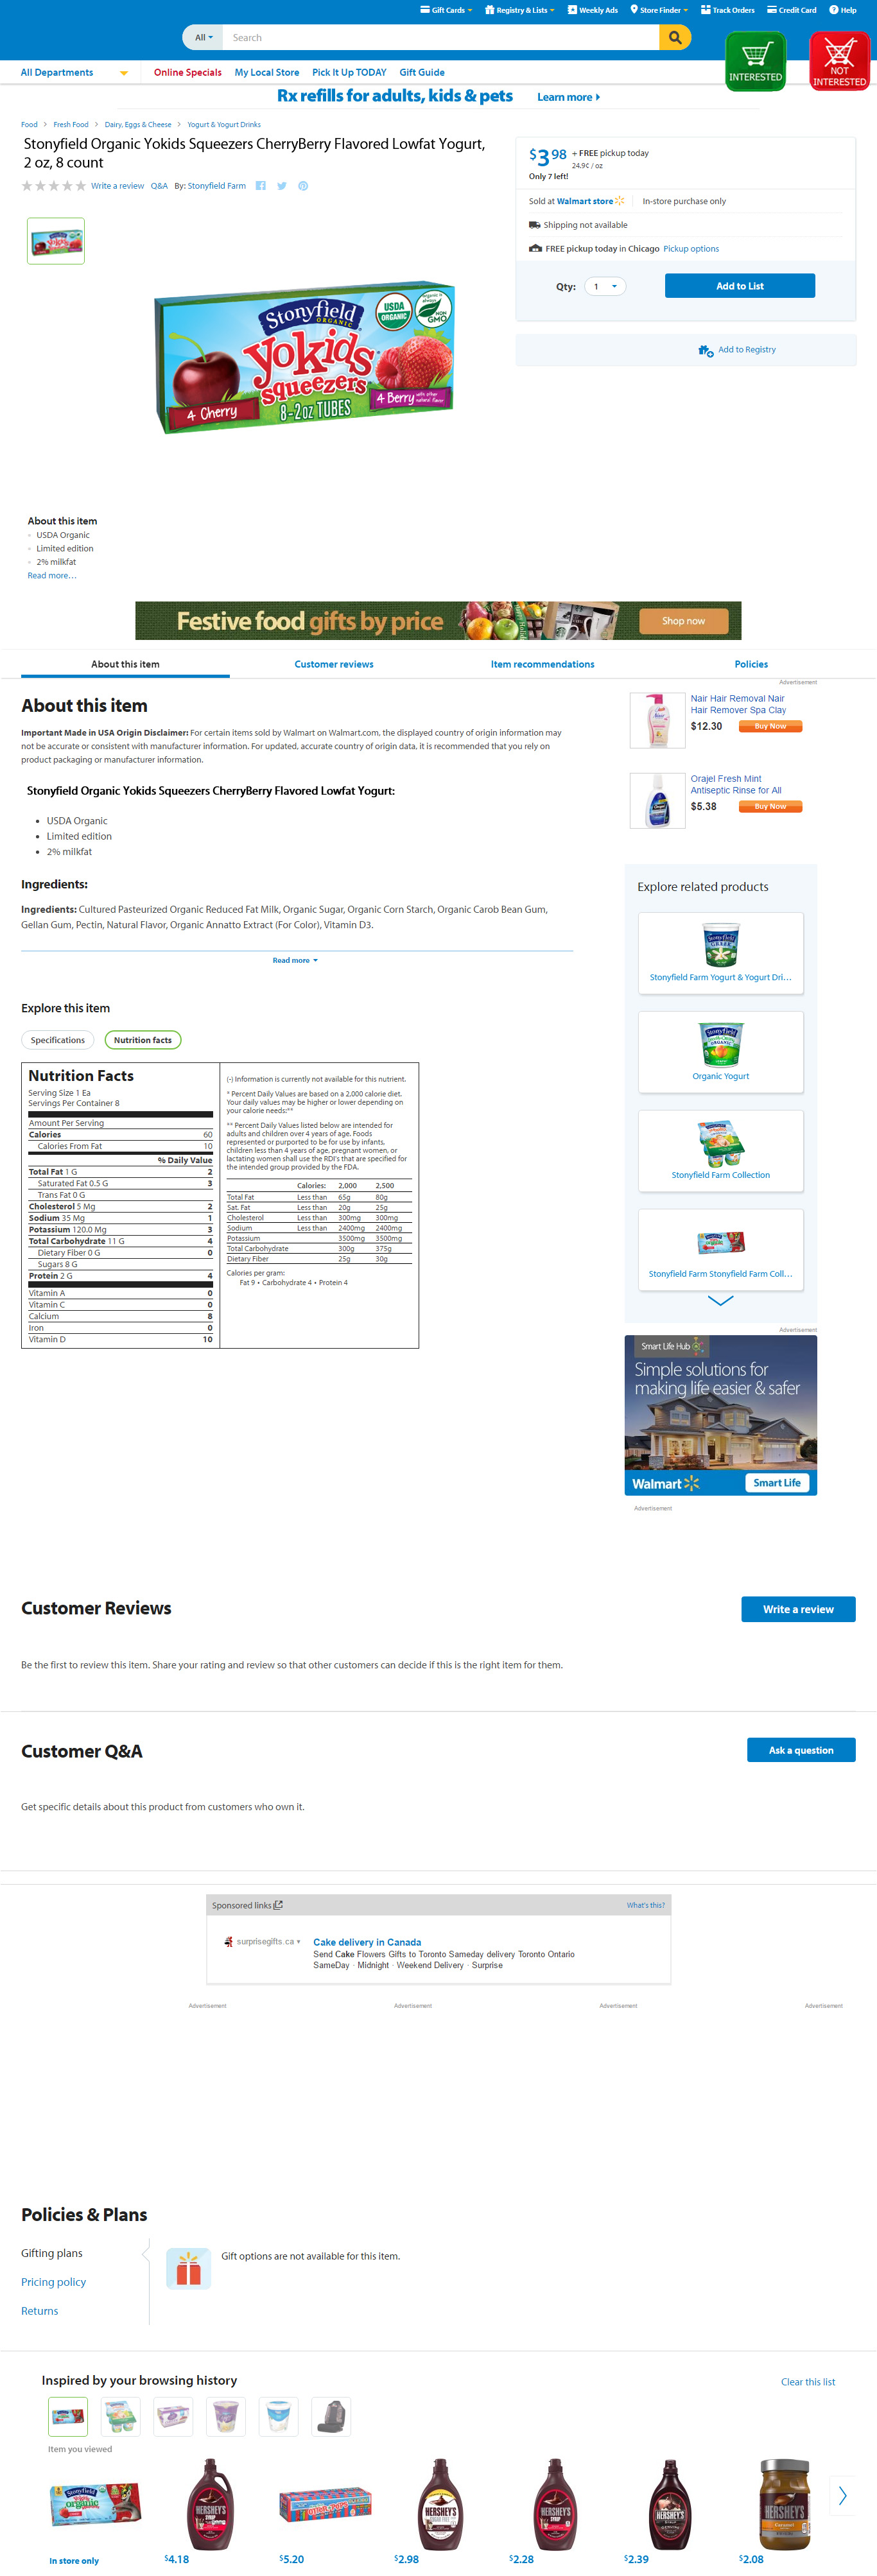 Gift Cards
Registry & Lists
Weekly Ads
Store Finder
Track Orders
Credit Card
Help
All
Search
INTERESTED
NOT INTERESTED
All Departments
Online Specials
My Local Store
Pick It Up TODAY
Gift Guide
Rx refills for adults, kids & pets
Learn more
Food > Fresh Food > Dairy, Eggs & Cheese > Yogurt & Yogurt Drinks
Stonyfield Organic Yokids Squeezers CherryBerry Flavored Lowfat Yogurt,
2 oz, 8 count
Write a review Q&A By: Stonyfield Farm
$3.98 + FREE pickup today
24.9¢ / oz
Only 7 left!
Sold at Walmart store
In-store purchase only
Shipping not available
FREE pickup today in Chicago Pickup options
Qty: 1
Add to List
Add to Registry
Stonyfield
ORGANIC
USDA
ORGANIC
organic is always
NON
GMO
Yokids
squeezers
4 Cherry
8-2oz TUBES
4 Berry with other natural flavor
About this item
USDA Organic
Limited edition
2% milkfat
Read more…
Festive food gifts by price
Shop now
About this item
Customer reviews
Item recommendations
Policies
Advertisement
About this item
Important Made in USA Origin Disclaimer: For certain items sold by Walmart on Walmart.com, the displayed country of origin information may
not be accurate or consistent with manufacturer information. For updated, accurate country of origin data, it is recommended that you rely on
product packaging or manufacturer information.
Stonyfield Organic Yokids Squeezers CherryBerry Flavored Lowfat Yogurt:
USDA Organic
Limited edition
2% milkfat
Ingredients:
Ingredients: Cultured Pasteurized Organic Reduced Fat Milk, Organic Sugar, Organic Corn Starch, Organic Carob Bean Gum,
Gellan Gum, Pectin, Natural Flavor, Organic Annatto Extract (For Color), Vitamin D3.
Read more
Nair Hair Removal Nair
Hair Remover Spa Clay
$12.30
Buy Now
Orajel Fresh Mint
Antiseptic Rinse for All
$5.38
Buy Now
Explore related products
Stonyfield Farm Yogurt & Yogurt Dri…
Organic Yogurt
Stonyfield Farm Collection
Stonyfield Farm Stonyfield Farm Coll…
Explore this item
Specifications
Nutrition facts
Nutrition Facts
Serving Size 1 Ea
Servings Per Container 8
Amount Per Serving
Calories 60
Calories From Fat 10
% Daily Value
Total Fat 1 G 2
Saturated Fat 0.5 G 3
Trans Fat 0 G
Cholesterol 5 Mg 2
Sodium 35 Mg 1
Potassium 120.0 Mg 3
Total Carbohydrate 11 G 4
Dietary Fiber 0 G 0
Sugars 8 G
Protein 2 G 4
Vitamin A 0
Vitamin C 0
Calcium 8
Iron 0
Vitamin D 10
(-) Information is currently not available for this nutrient.
* Percent Daily Values are based on a 2,000 calorie diet.
Your daily values may be higher or lower depending on
your calorie needs:**
** Percent Daily Values listed below are intended for
adults and children over 4 years of age. Foods
represented or purported to be for use by infants,
children less than 4 years of age, pregnant women, or
lactating women shall use the RDI's that are specified for
the intended group provided by the FDA.
Calories: 2,000 2,500
Total Fat Less than 65g 80g
Sat. Fat Less than 20g 25g
Cholesterol Less than 300mg 300mg
Sodium Less than 2400mg 2400mg
Potassium 3500mg 3500mg
Total Carbohydrate 300g 375g
Dietary Fiber 25g 30g
Calories per gram:
Fat 9 • Carbohydrate 4 • Protein 4
Advertisement
Smart Life Hub
Simple solutions for
making life easier & safer
Walmart
Smart Life
Advertisement
Customer Reviews
Write a review
Be the first to review this item. Share your rating and review so that other customers can decide if this is the right item for them.
Customer Q&A
Ask a question
Get specific details about this product from customers who own it.
Sponsored links
What's this?
surprisegifts.ca
Cake delivery in Canada
Send Cake Flowers Gifts to Toronto Sameday delivery Toronto Ontario
SameDay · Midnight · Weekend Delivery · Surprise
Advertisement
Advertisement
Advertisement
Advertisement
Policies & Plans
Gifting plans
Pricing policy
Returns
Gift options are not available for this item.
Inspired by your browsing history
Clear this list
Item you viewed
Stonyfield
organic
HERSHEY'S
SYRUP
HERSHEY'S
HERSHEY'S
HERSHEY'S
HERSHEY'S
Caramel
In store only
$4.18
$5.20
$2.98
$2.28
$2.39
$2.08